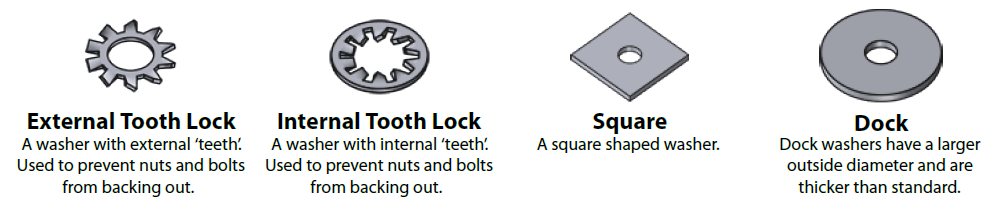 External Tooth Lock
A washer with external ‘teeth’.
Used to prevent nuts and bolts
from backing out.
Internal Tooth Lock
A washer with internal ‘teeth’.
Used to prevent nuts and bolts
from backing out.
Square
A square shaped washer.
Dock
Dock washers have a larger
outside diameter and are
thicker than standard.